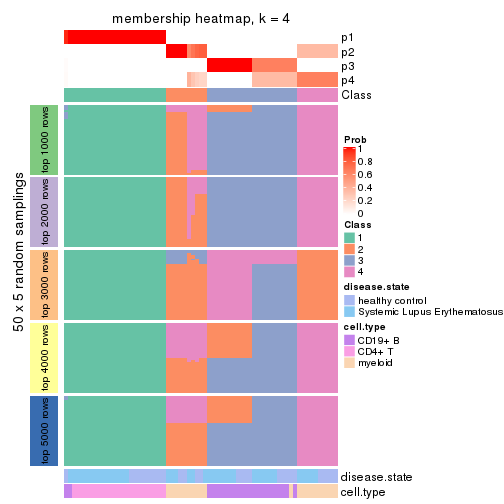 membership heatmap, k = 4
p1
p2
p3
p4
Class
50 x 5 random samplings
top 1000 rows
top 2000 rows
top 3000 rows
top 4000 rows
top 5000 rows
Prob
1
0.8
0.6
0.4
0.2
0
Class
1
2
3
4
disease.state
healthy control
Systemic Lupus Erythematosus
cell.type
CD19+ B
CD4+ T
myeloid
disease.state
cell.type